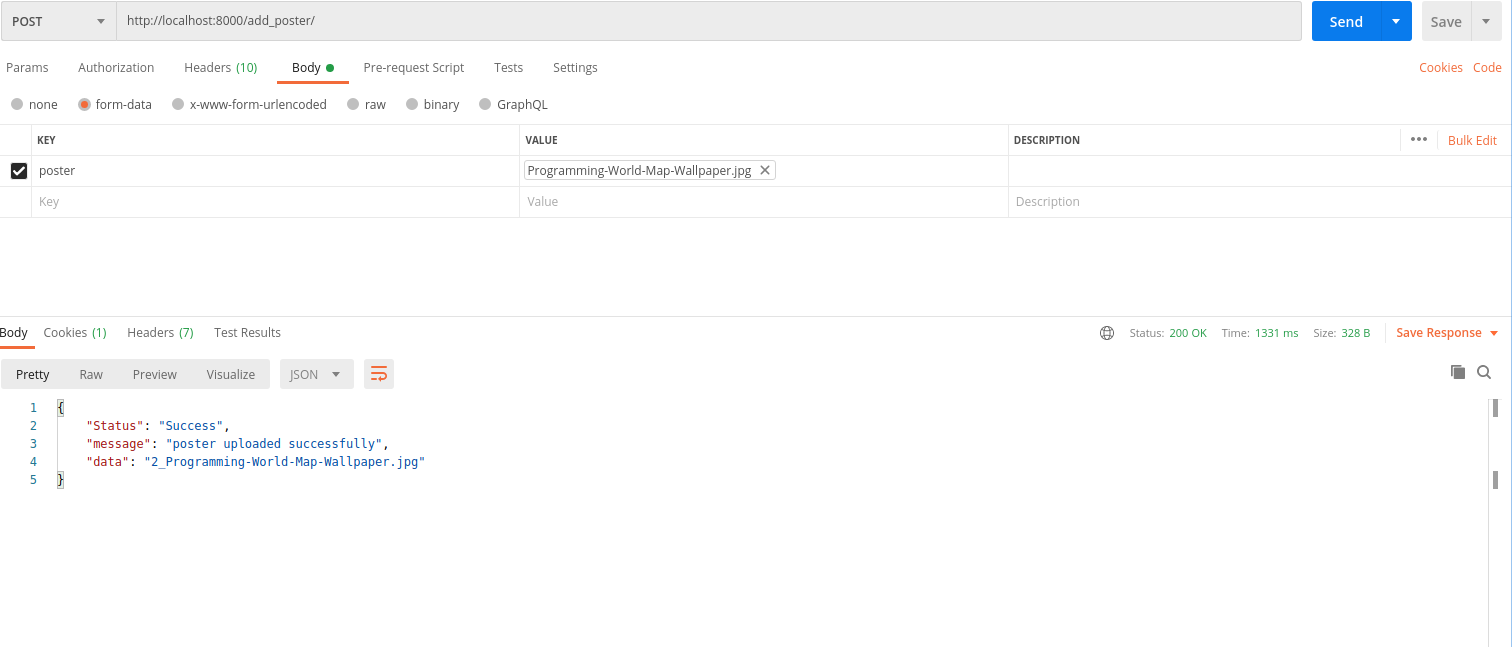 POST http://localhost:8000/add_poster/ Send Save
Params Authorization Headers (10) Body Pre-request Script Tests Settings Cookies Code
none form-data x-www-form-urlencoded raw binary GraphQL
KEY VALUE DESCRIPTION ••• Bulk Edit
poster Programming-World-Map-Wallpaper.jpg
Key Value Description
Body Cookies (1) Headers (7) Test Results Status: 200 OK Time: 1331 ms Size: 328 B Save Response
Pretty Raw Preview Visualize JSON
1 {
2 "Status": "Success",
3 "message": "poster uploaded successfully",
4 "data": "2_Programming-World-Map-Wallpaper.jpg"
5 }